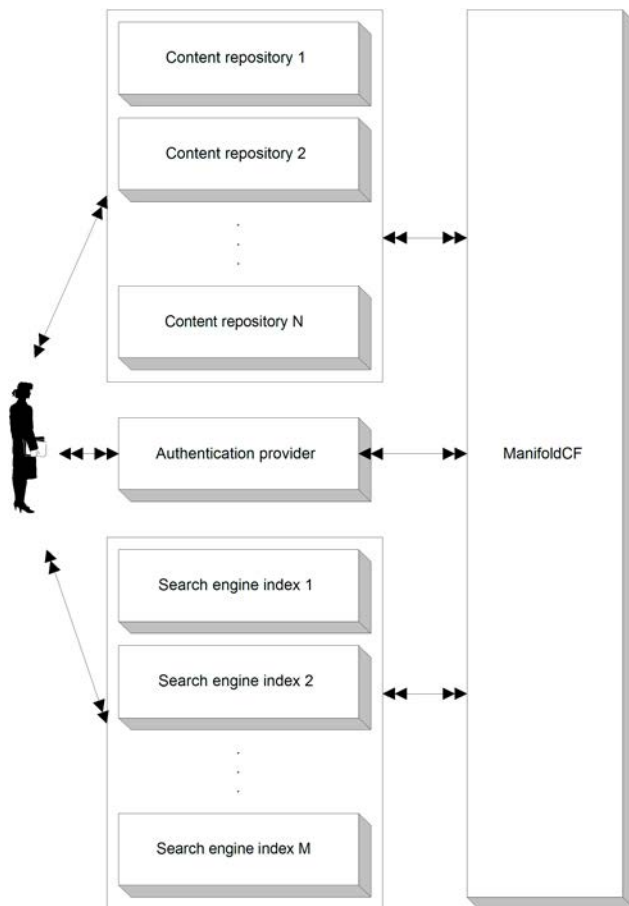 Content repository 1
Content repository 2
.
.
.
Content repository N
Authentication provider
ManifoldCF
Search engine index 1
Search engine index 2
.
.
.
Search engine index M